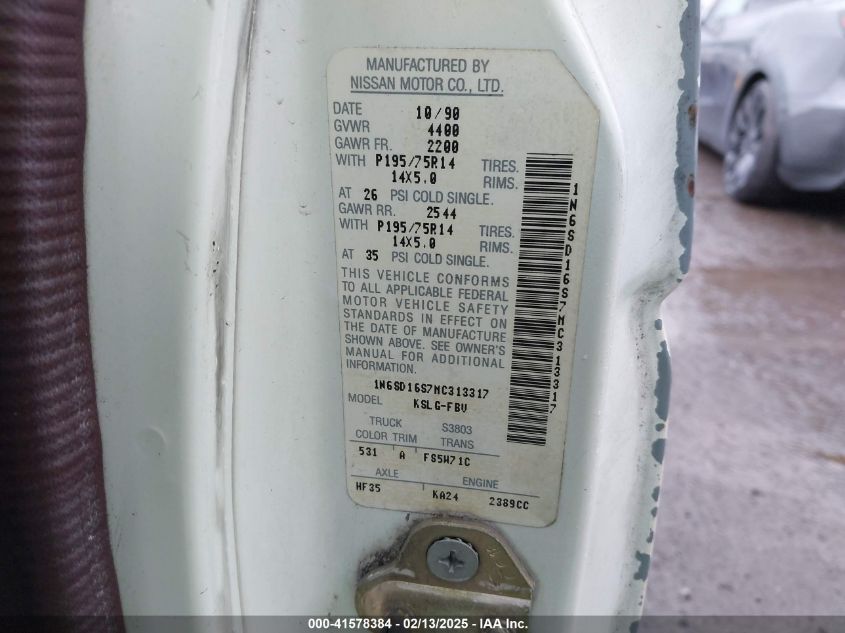 MANUFACTURED BY
NISSAN MOTOR CO., LTD.
DATE 10/90
GVWR 4400
GAWR FR. 2200
WITH P195/75R14 TIRES.
14X5.0 RIMS.
AT 26 PSI COLD SINGLE.
GAWR RR. 2544
WITH P195/75R14 TIRES.
14X5.0 RIMS.
AT 35 PSI COLD SINGLE.
THIS VEHICLE CONFORMS
TO ALL APPLICABLE FEDERAL
MOTOR VEHICLE SAFETY
STANDARDS IN EFFECT ON
THE DATE OF MANUFACTURE
SHOWN ABOVE. SEE OWNER'S
MANUAL FOR ADDITIONAL
INFORMATION.
1N6SD16S7MC313317
MODEL KSLG-FBV
TRUCK S3803
COLOR TRIM TRANS
531 A FS5W71C
AXLE ENGINE
HF35 KA24 2389CC
1N6SD16S7MC313317
000-41578384 | 02/13/2025 - IAA Inc.